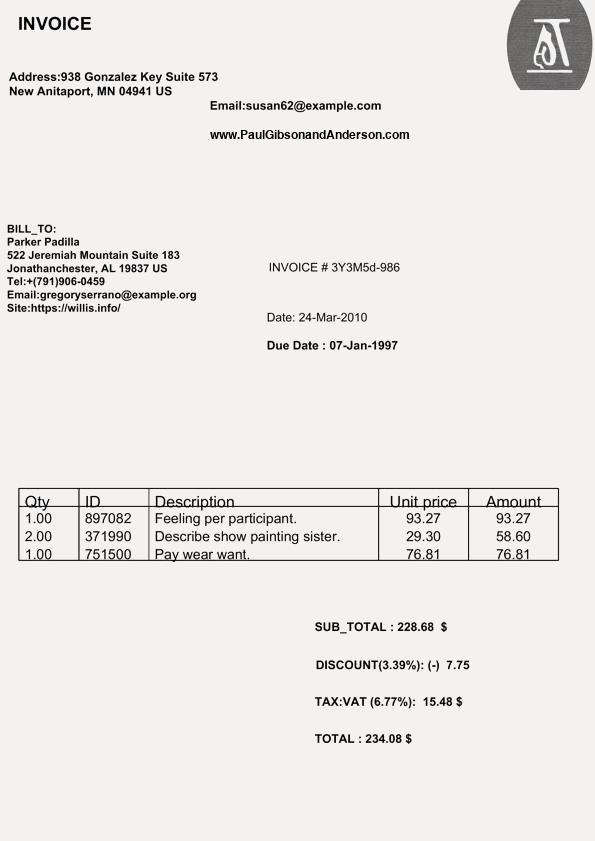 INVOICE
Address:938 Gonzalez Key Suite 573
New Anitaport, MN 04941 US
Email:susan62@example.com
www.PaulGibsonandAnderson.com
BILL_TO:
Parker Padilla
522 Jeremiah Mountain Suite 183
Jonathanchester, AL 19837 US
Tel:+(791)906-0459
Email:gregoryserrano@example.org
Site:https://willis.info/
INVOICE # 3Y3M5d-986
Date: 24-Mar-2010
Due Date : 07-Jan-1997
Qty ID Description Unit price Amount
1.00 897082 Feeling per participant. 93.27 93.27
2.00 371990 Describe show painting sister. 29.30 58.60
1.00 751500 Pay wear want. 76.81 76.81
SUB_TOTAL : 228.68 $
DISCOUNT(3.39%): (-) 7.75
TAX:VAT (6.77%): 15.48 $
TOTAL : 234.08 $